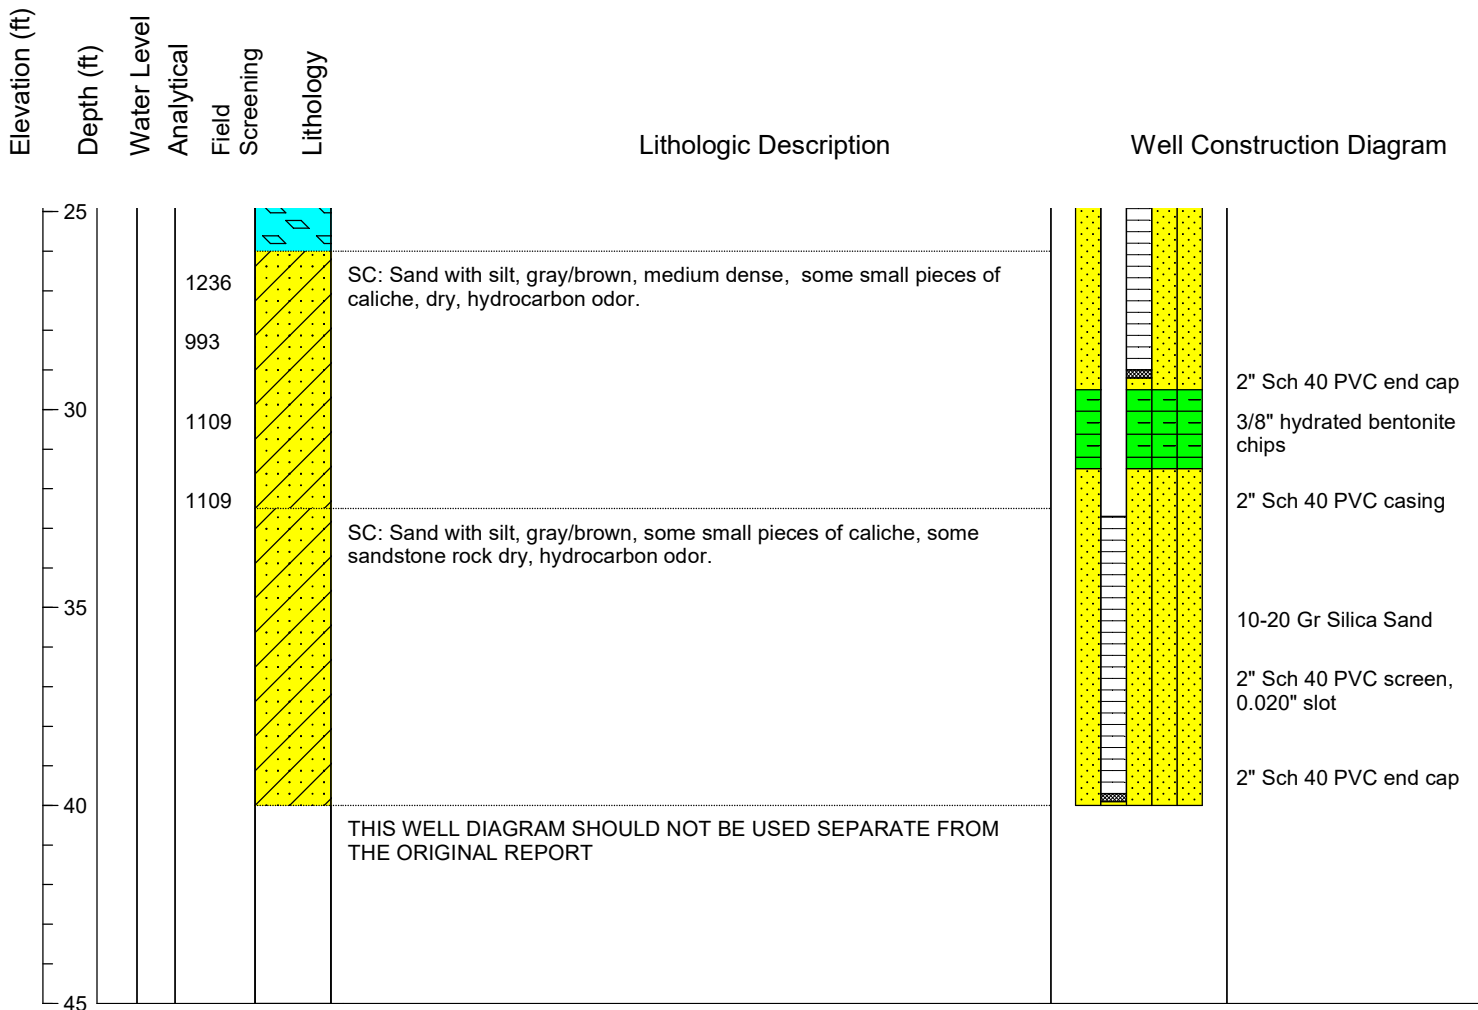 Elevation (ft)
Depth (ft)
Water Level
Analytical
Field
Screening
Lithology
Lithologic Description
Well Construction Diagram
25
1236
SC: Sand with silt, gray/brown, medium dense, some small pieces of
caliche, dry, hydrocarbon odor.
993
2" Sch 40 PVC end cap
30
1109
3/8" hydrated bentonite
chips
1109
2" Sch 40 PVC casing
SC: Sand with silt, gray/brown, some small pieces of caliche, some
sandstone rock dry, hydrocarbon odor.
35
10-20 Gr Silica Sand
2" Sch 40 PVC screen,
0.020" slot
2" Sch 40 PVC end cap
40
THIS WELL DIAGRAM SHOULD NOT BE USED SEPARATE FROM
THE ORIGINAL REPORT
45